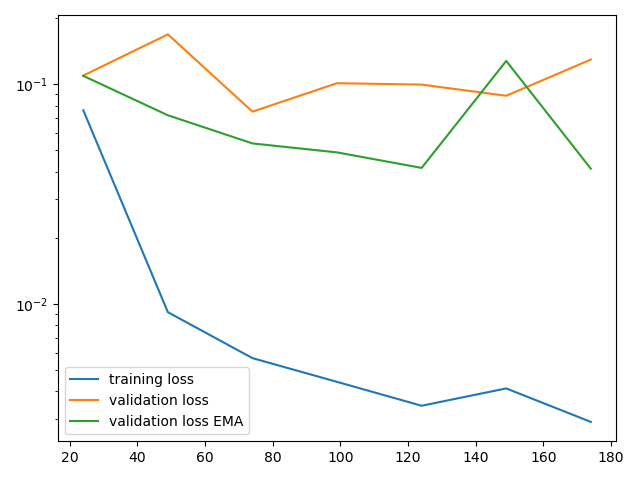 10⁻¹
10⁻²
training loss
validation loss
validation loss EMA
20 40 60 80 100 120 140 160 180